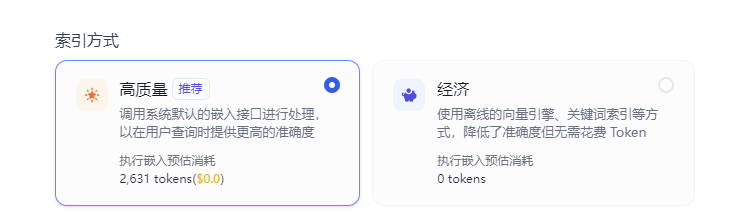 索引方式
高质量 推荐
调用系统默认的嵌入接口进行处理，
以在用户查询时提供更高的准确度
执行嵌入预估消耗
2,631 tokens($0.0)
经济
使用离线的向量引擎、关键词索引等方
式，降低了准确度但无需花费 Token
执行嵌入预估消耗
0 tokens